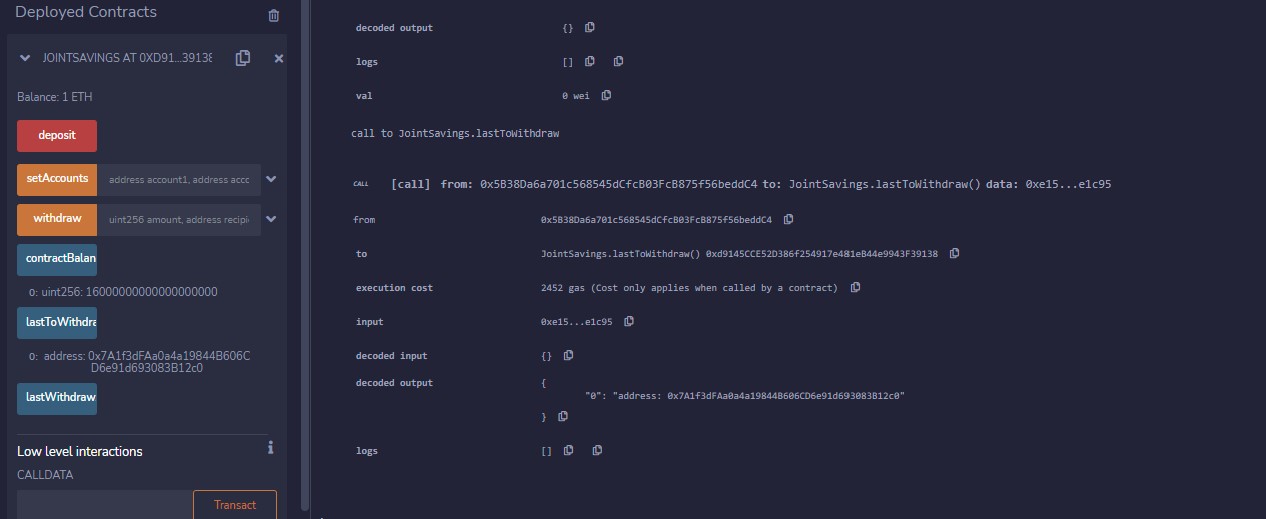 Deployed Contracts
JOINTSAVINGS AT 0XD91...39138
Balance: 1 ETH
deposit
setAccounts address account1, address acco
withdraw uint256 amount, address recipi
contractBalan
0: uint256: 16000000000000000000
lastToWithdra
0: address: 0x7A1f3dFAa0a4a19844B606C
D6e91d693083B12c0
lastWithdraw
Low level interactions
CALLDATA
Transact
decoded output {}
logs []
val 0 wei
call to JointSavings.lastToWithdraw
CALL [call] from: 0x5B38Da6a701c568545dCfcB03FcB875f56beddC4 to: JointSavings.lastToWithdraw() data: 0xe15...e1c95
from 0x5B38Da6a701c568545dCfcB03FcB875f56beddC4
to JointSavings.lastToWithdraw() 0xd9145CCE52D386f254917e481eB44e9943F39138
execution cost 2452 gas (Cost only applies when called by a contract)
input 0xe15...e1c95
decoded input {}
decoded output {
"0": "address: 0x7A1f3dFAa0a4a19844B606CD6e91d693083B12c0"
}
logs []